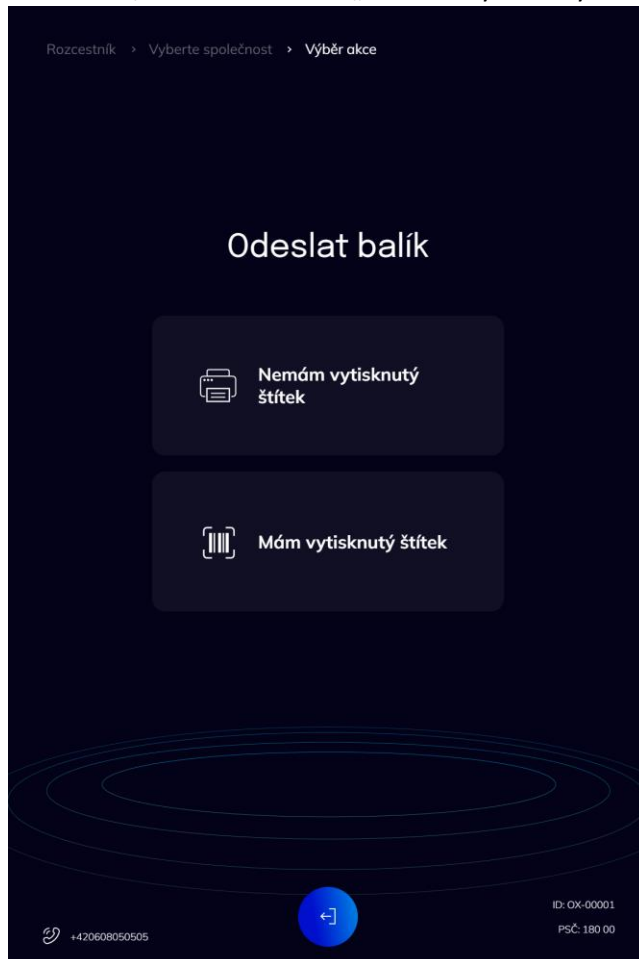 Rozcestník › Vyberte společnost › Výběr akce
Odeslat balík
Nemám vytisknutý
štítek
Mám vytisknutý štítek
ID: OX-00001
+420608050505
PSČ: 180 00